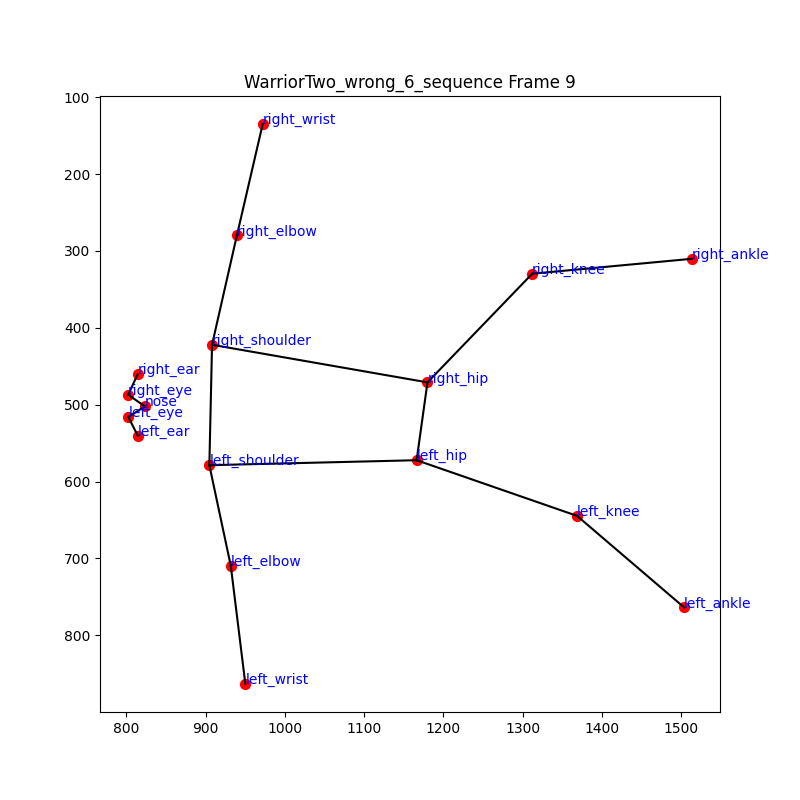 WarriorTwo_wrong_6_sequence Frame 9
100
200
300
400
500
600
700
800
800
900
1000
1100
1200
1300
1400
1500
right_wrist
right_elbow
right_ankle
right_knee
right_shoulder
right_ear
right_hip
right_eye
nose
left_eye
left_ear
left_hip
left_shoulder
left_knee
left_elbow
left_ankle
left_wrist